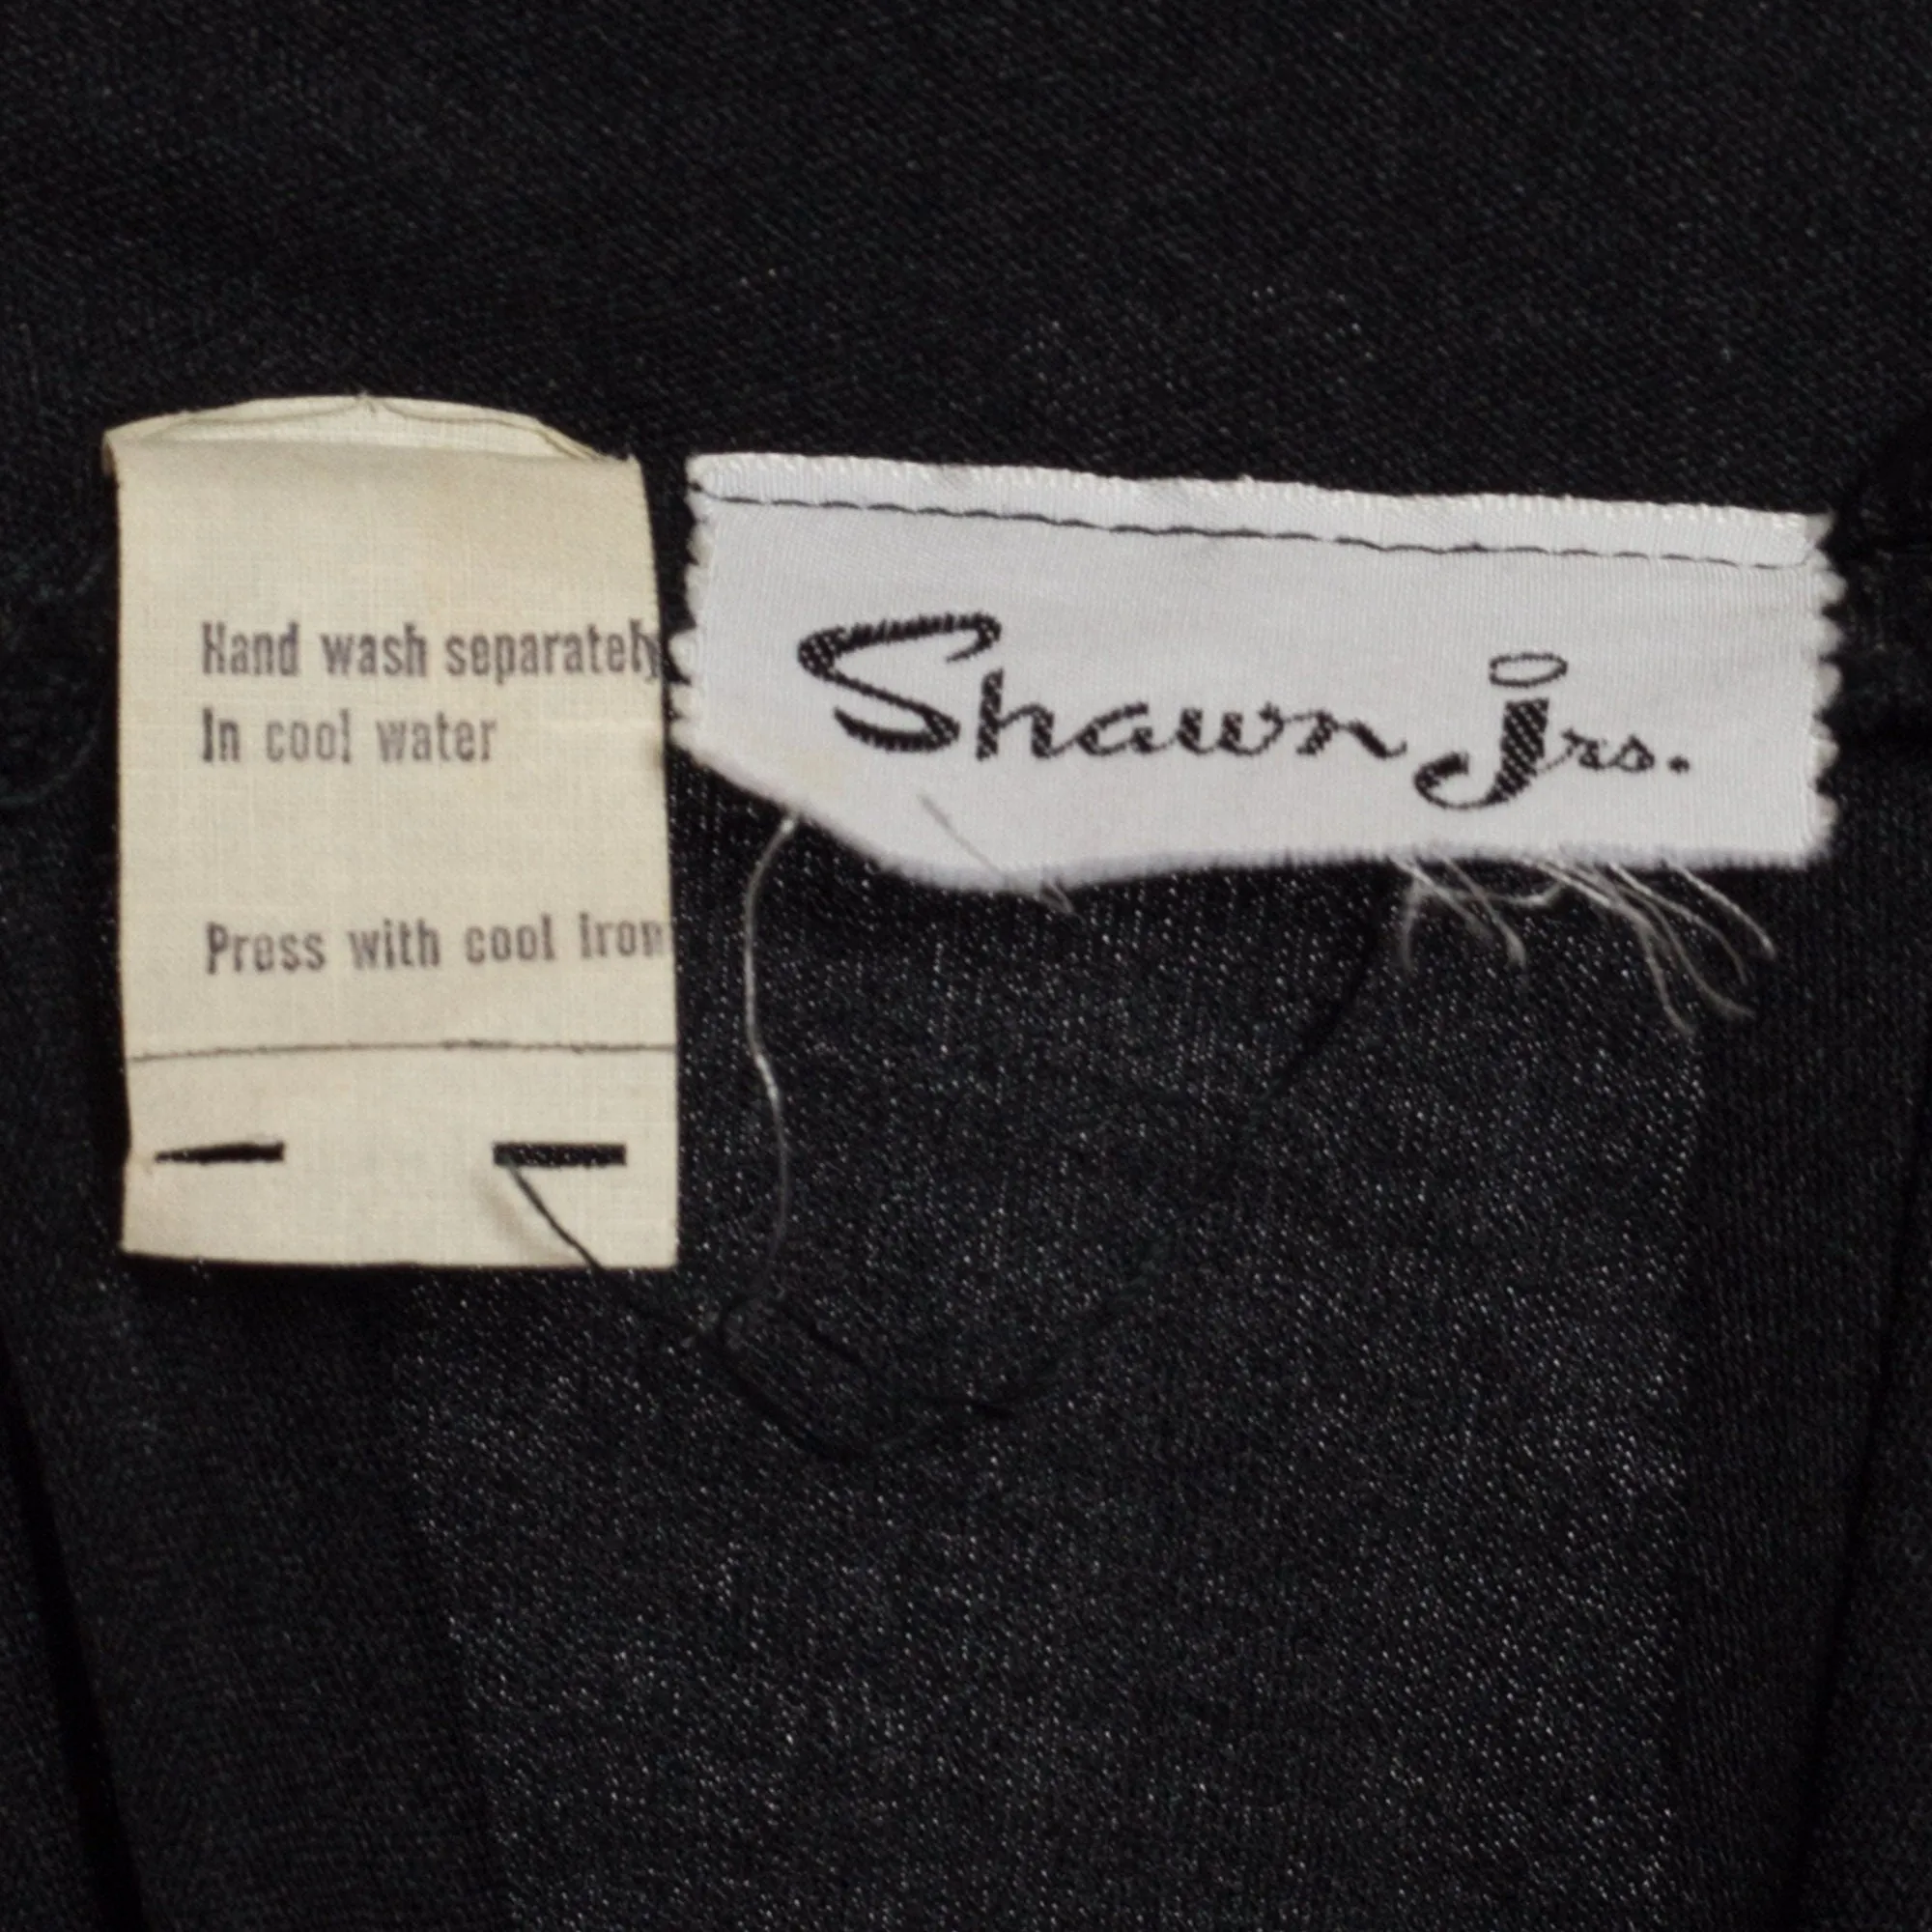 Hand wash separately
In cool water
Press with cool iron
Shawn Jrs.